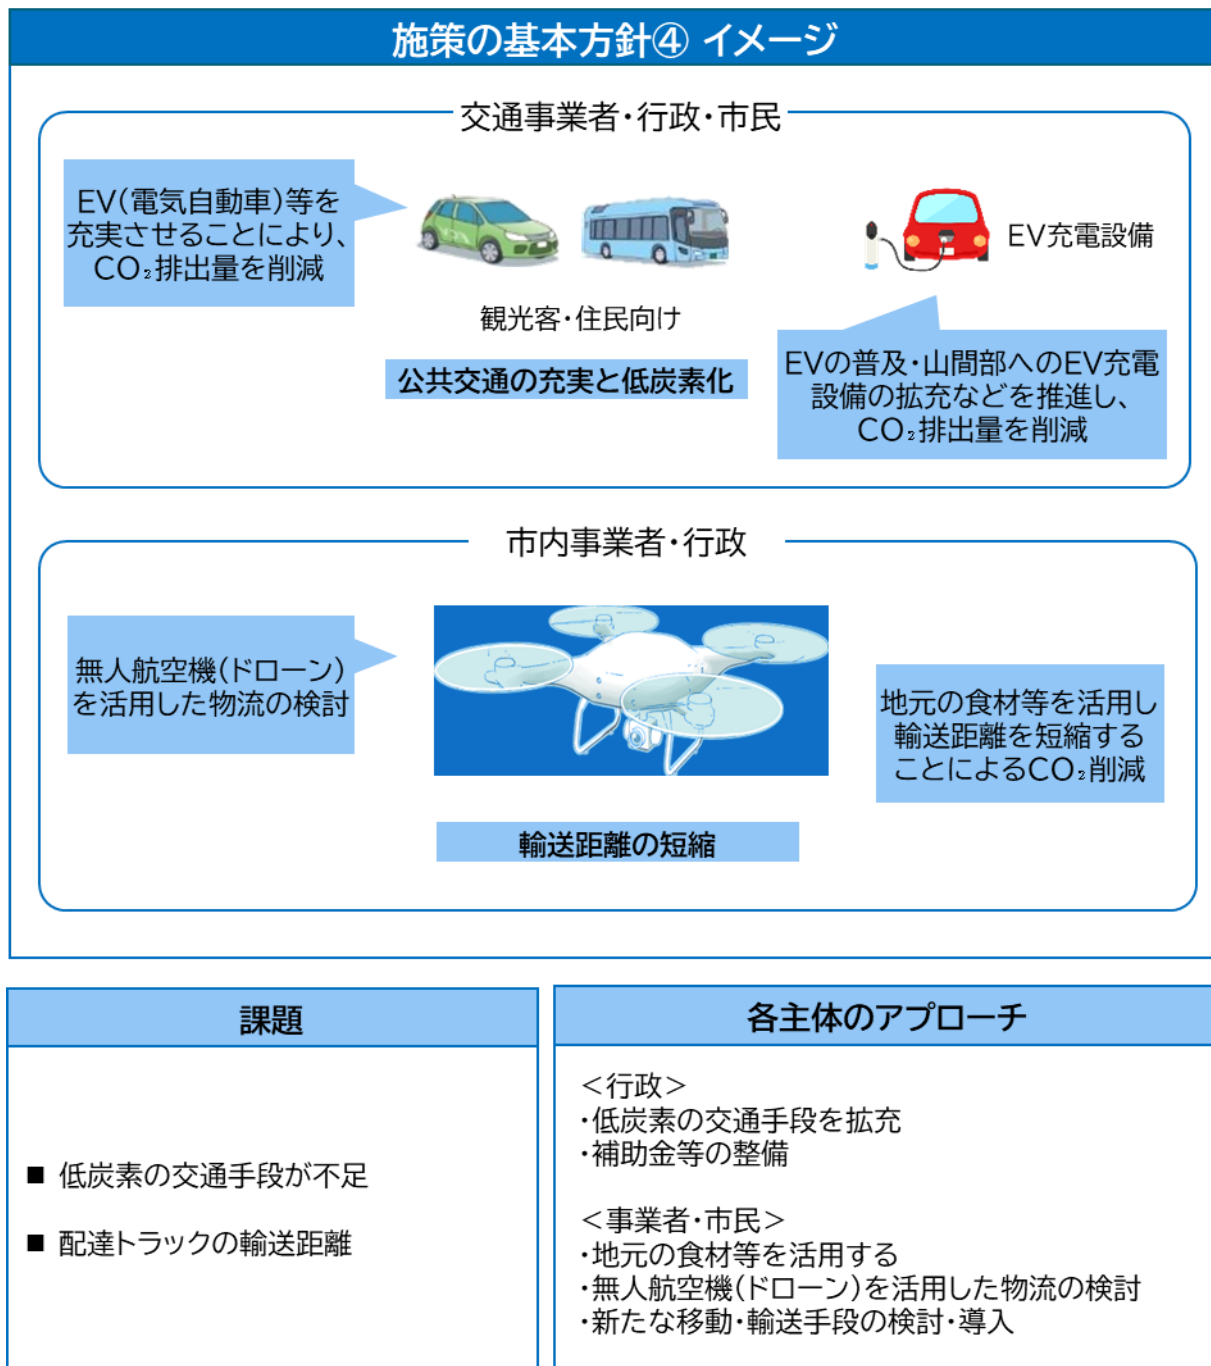 施策の基本方針④ イメージ
交通事業者・行政・市民
EV(電気自動車)等を
充実させることにより、
CO₂排出量を削減
観光客・住民向け
公共交通の充実と低炭素化
EV充電設備
EVの普及・山間部へのEV充電
設備の拡充などを推進し、
CO₂排出量を削減
市内事業者・行政
無人航空機(ドローン)
を活用した物流の検討
輸送距離の短縮
地元の食材等を活用し
輸送距離を短縮する
ことによるCO₂削減
課題
■ 低炭素の交通手段が不足
■ 配達トラックの輸送距離
各主体のアプローチ
＜行政＞
・低炭素の交通手段を拡充
・補助金等の整備
＜事業者・市民＞
・地元の食材等を活用する
・無人航空機(ドローン)を活用した物流の検討
・新たな移動・輸送手段の検討・導入